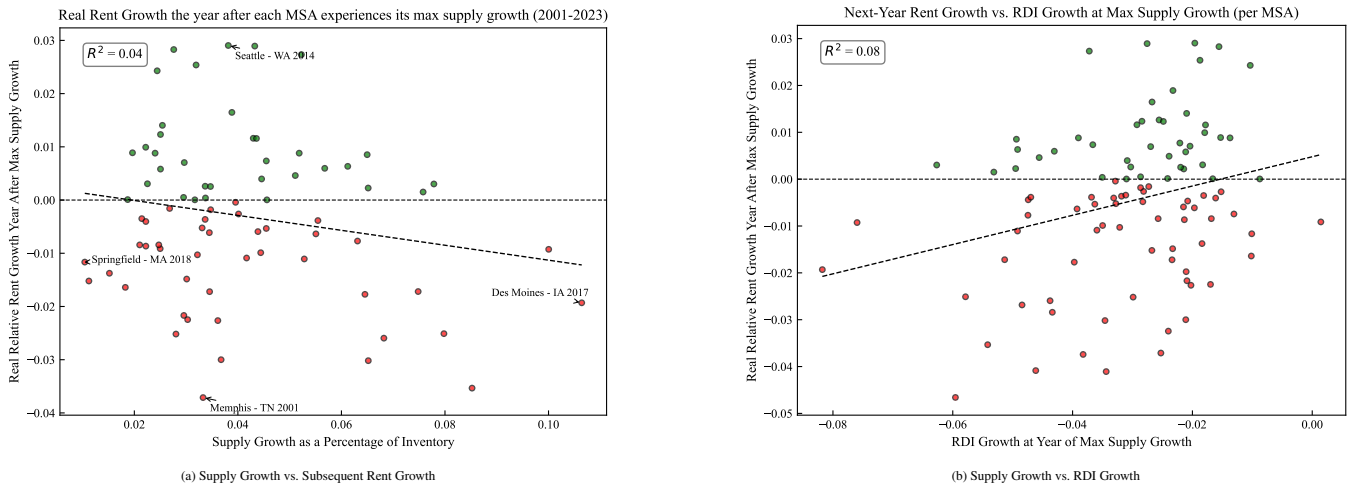 Real Rent Growth the year after each MSA experiences its max supply growth (2001-2023)
R² = 0.04
Seattle - WA 2014
Springfield - MA 2018
Des Moines - IA 2017
Memphis - TN 2001
Real Relative Rent Growth Year After Max Supply Growth
0.03
0.02
0.01
0.00
−0.01
−0.02
−0.03
−0.04
0.02
0.04
0.06
0.08
0.10
Supply Growth as a Percentage of Inventory
(a) Supply Growth vs. Subsequent Rent Growth
Next-Year Rent Growth vs. RDI Growth at Max Supply Growth (per MSA)
R² = 0.08
Real Relative Rent Growth Year After Max Supply Growth
0.03
0.02
0.01
0.00
−0.01
−0.02
−0.03
−0.04
−0.05
−0.08
−0.06
−0.04
−0.02
0.00
RDI Growth at Year of Max Supply Growth
(b) Supply Growth vs. RDI Growth